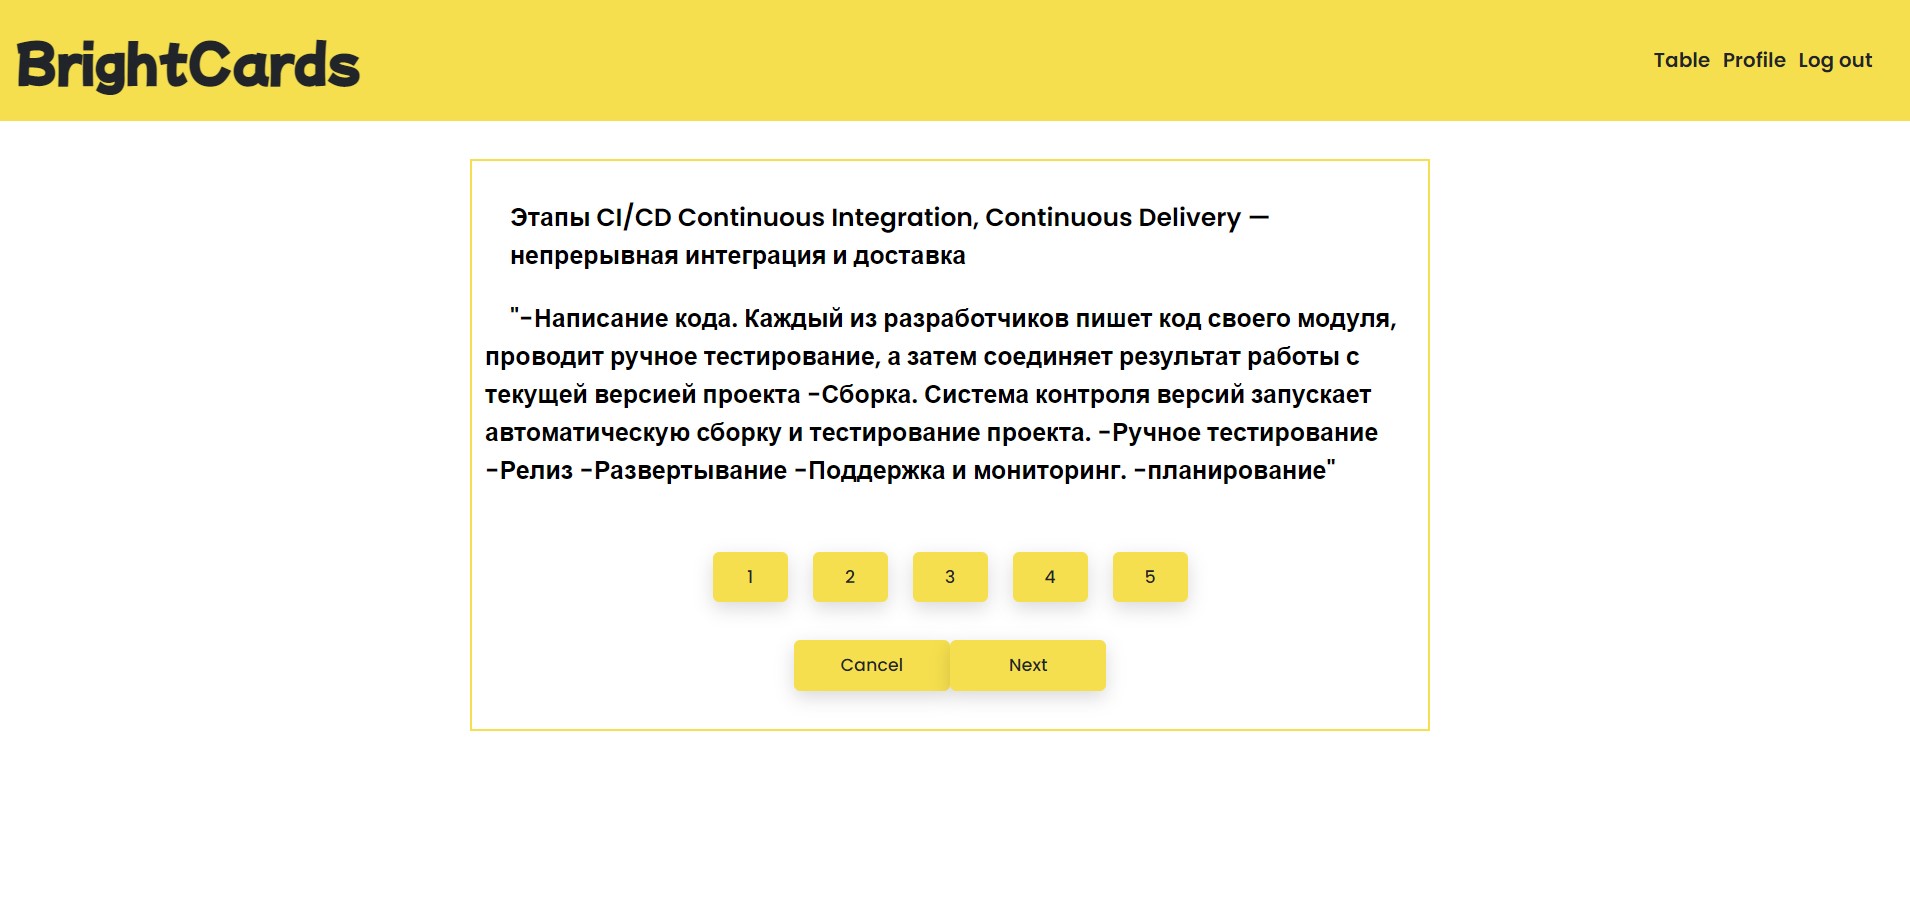 BrightCards
Table Profile Log out
Этапы CI/CD Continuous Integration, Continuous Delivery —
непрерывная интеграция и доставка
"-Написание кода. Каждый из разработчиков пишет код своего модуля,
проводит ручное тестирование, а затем соединяет результат работы с
текущей версией проекта -Сборка. Система контроля версий запускает
автоматическую сборку и тестирование проекта. -Ручное тестирование
-Релиз -Развертывание -Поддержка и мониторинг. -планирование"
1 2 3 4 5
Cancel Next